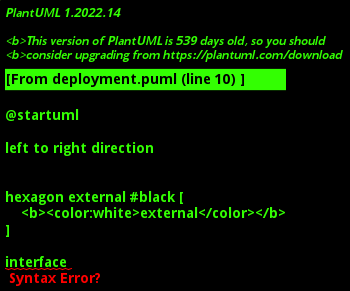 PlantUML 1.2022.14
<b>This version of PlantUML is 539 days old, so you should
<b>consider upgrading from https://plantuml.com/download
[From deployment.puml (line 10) ]
@startuml
left to right direction
hexagon external #black [
<b><color:white>external</color></b>
]
interface
Syntax Error?